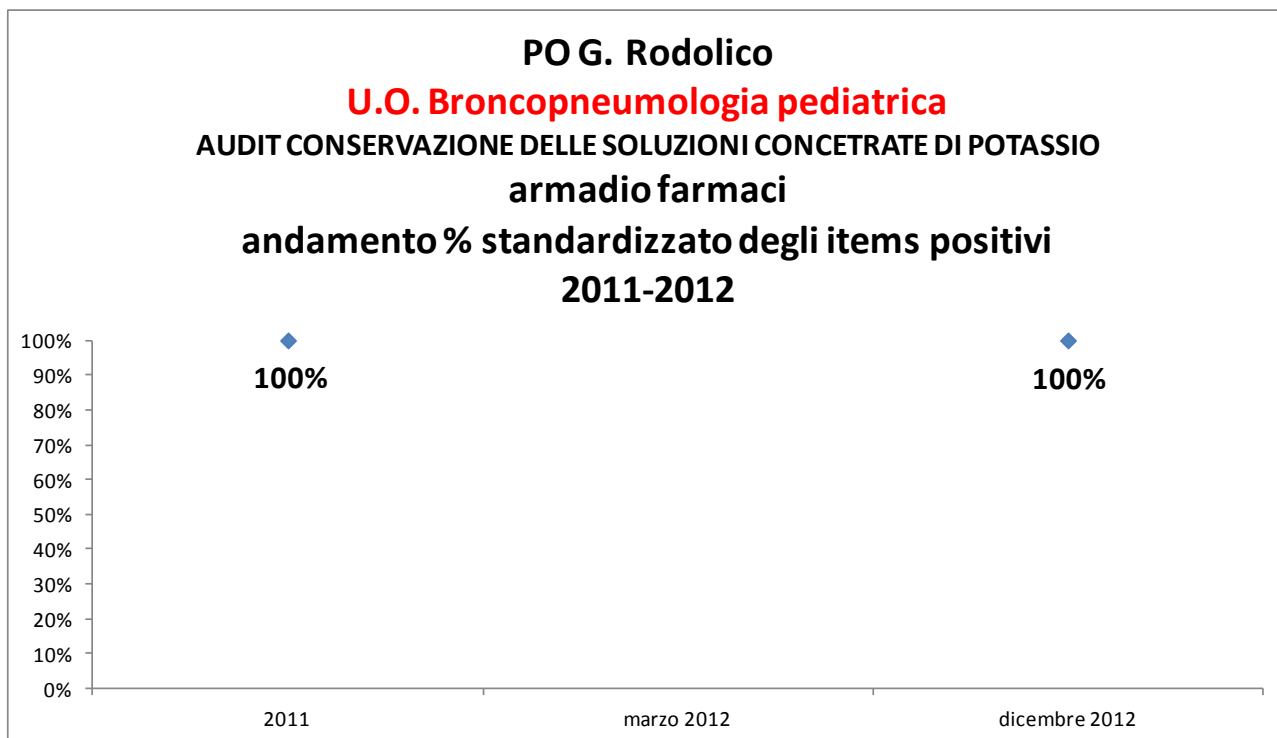 PO G. Rodolico
U.O. Broncopneumologia pediatrica
AUDIT CONSERVAZIONE DELLE SOLUZIONI CONCETRATE DI POTASSIO
armadio farmaci
andamento % standardizzato degli items positivi
2011-2012
100%
90%
80%
70%
60%
50%
40%
30%
20%
10%
0%
100%
100%
2011
marzo 2012
dicembre 2012